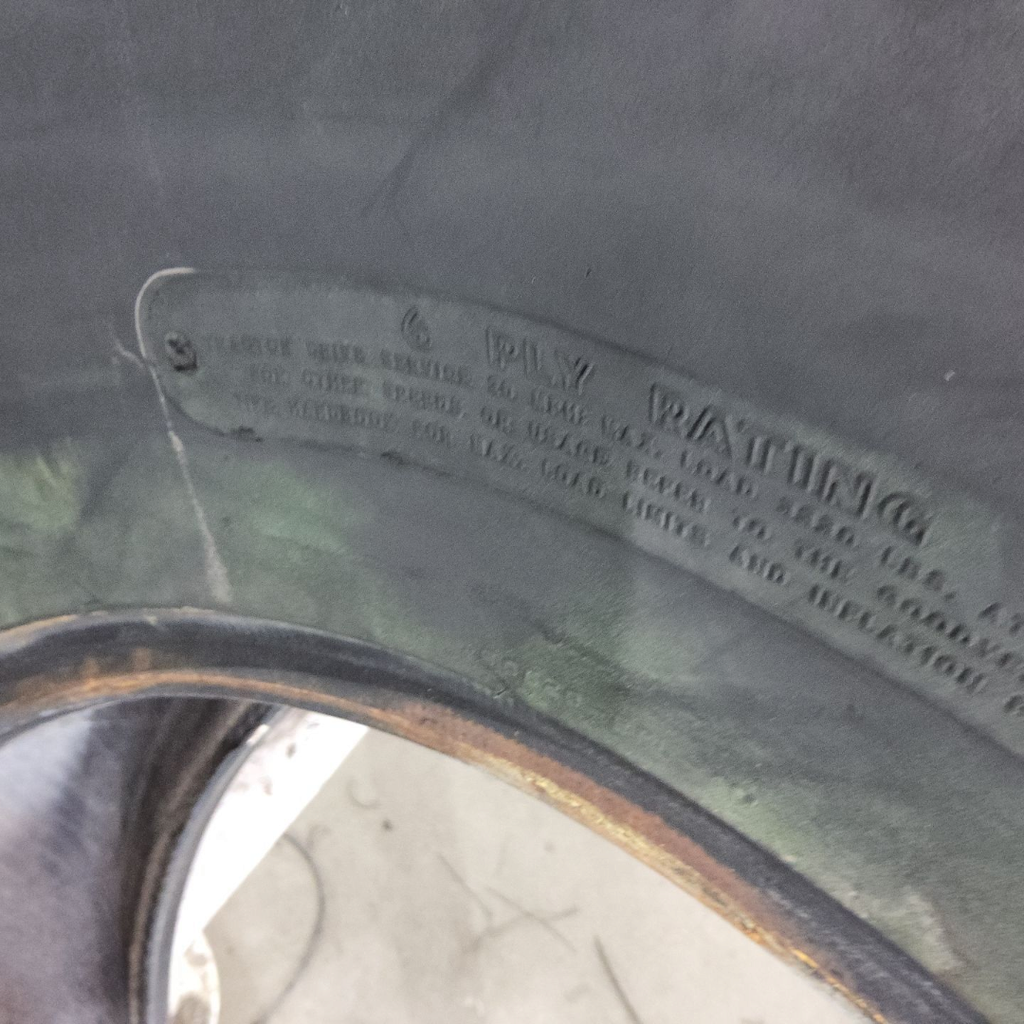 6 PLY RATING
TRACTOR DRIVE SERVICE 20 MPH: MAX. LOAD LBS. AT
FOR OTHER SPEEDS OR USAGE REFER TO THE GOODYE
TIRE HANDBOOK FOR MAX. LOAD LIMITS AND INFLATION